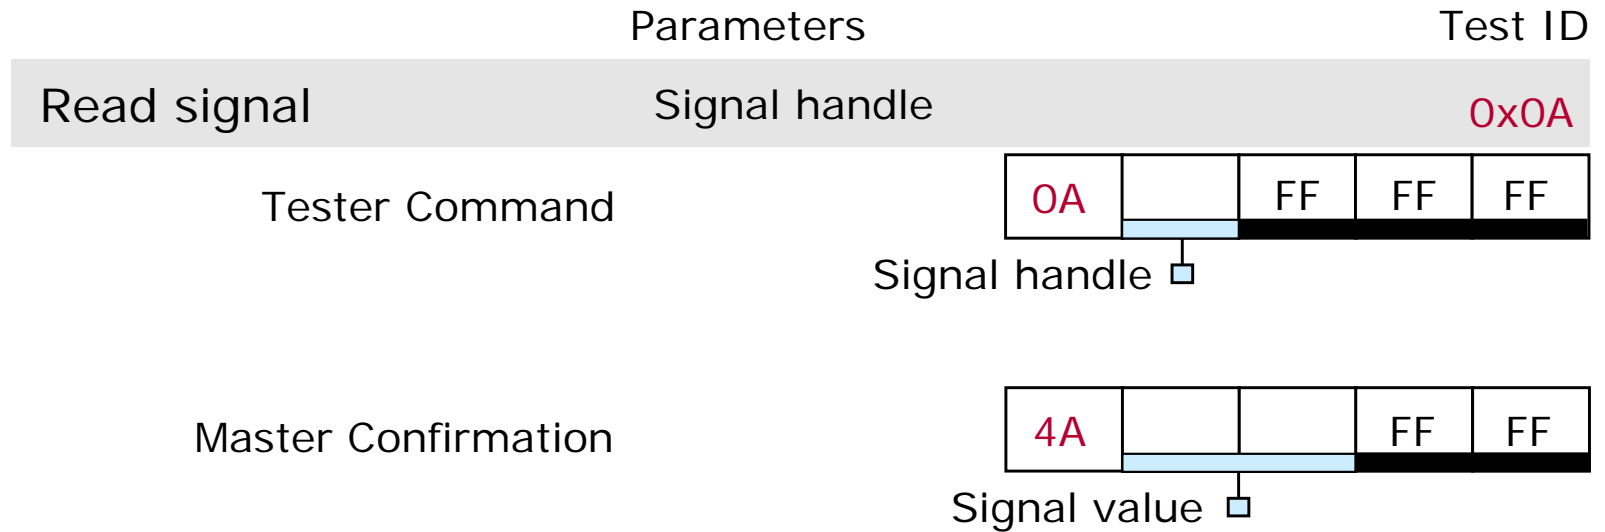 Parameters Test ID
Read signal Signal handle 0x0A
Tester Command 0A FF FF FF
Signal handle
Master Confirmation 4A FF FF
Signal value